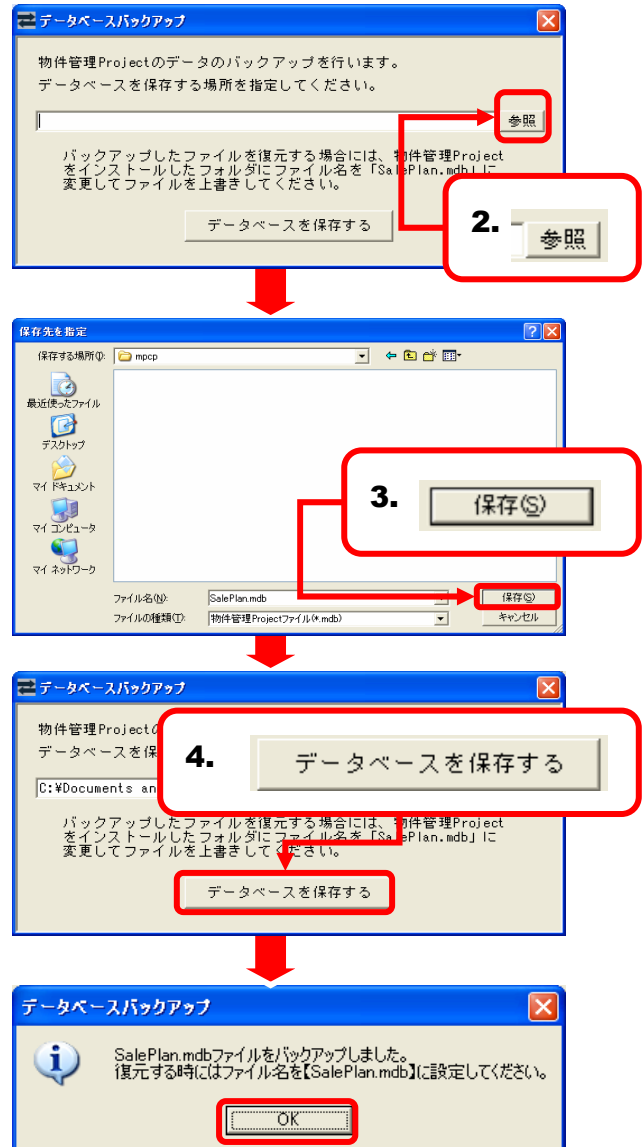 データベースバックアップ
物件管理Projectのデータのバックアップを行います。
データベースを保存する場所を指定してください。
参照
バックアップしたファイルを復元する場合には、物件管理Project
をインストールしたフォルダにファイル名を「SalePlan.mdb」に
変更してファイルを上書きしてください。
データベースを保存する
2.
参照
保存先を指定
保存する場所(I):
mpcp
最近使ったファイル
デスクトップ
マイ ドキュメント
マイ コンピュータ
マイ ネットワーク
3.
保存(S)
ファイル名(N):
SalePlan.mdb
保存(S)
ファイルの種類(T):
物件管理Projectファイル(*.mdb)
キャンセル
データベースバックアップ
物件管理Projectの
データベースを保
4.
データベースを保存する
C:¥Documents an
バックアップしたファイルを復元する場合には、物件管理Project
をインストールしたフォルダにファイル名を「SalePlan.mdb」に
変更してファイルを上書きしてください。
データベースを保存する
データベースバックアップ
SalePlan.mdbファイルをバックアップしました。
復元する時にはファイル名を【SalePlan.mdb】に設定してください。
OK